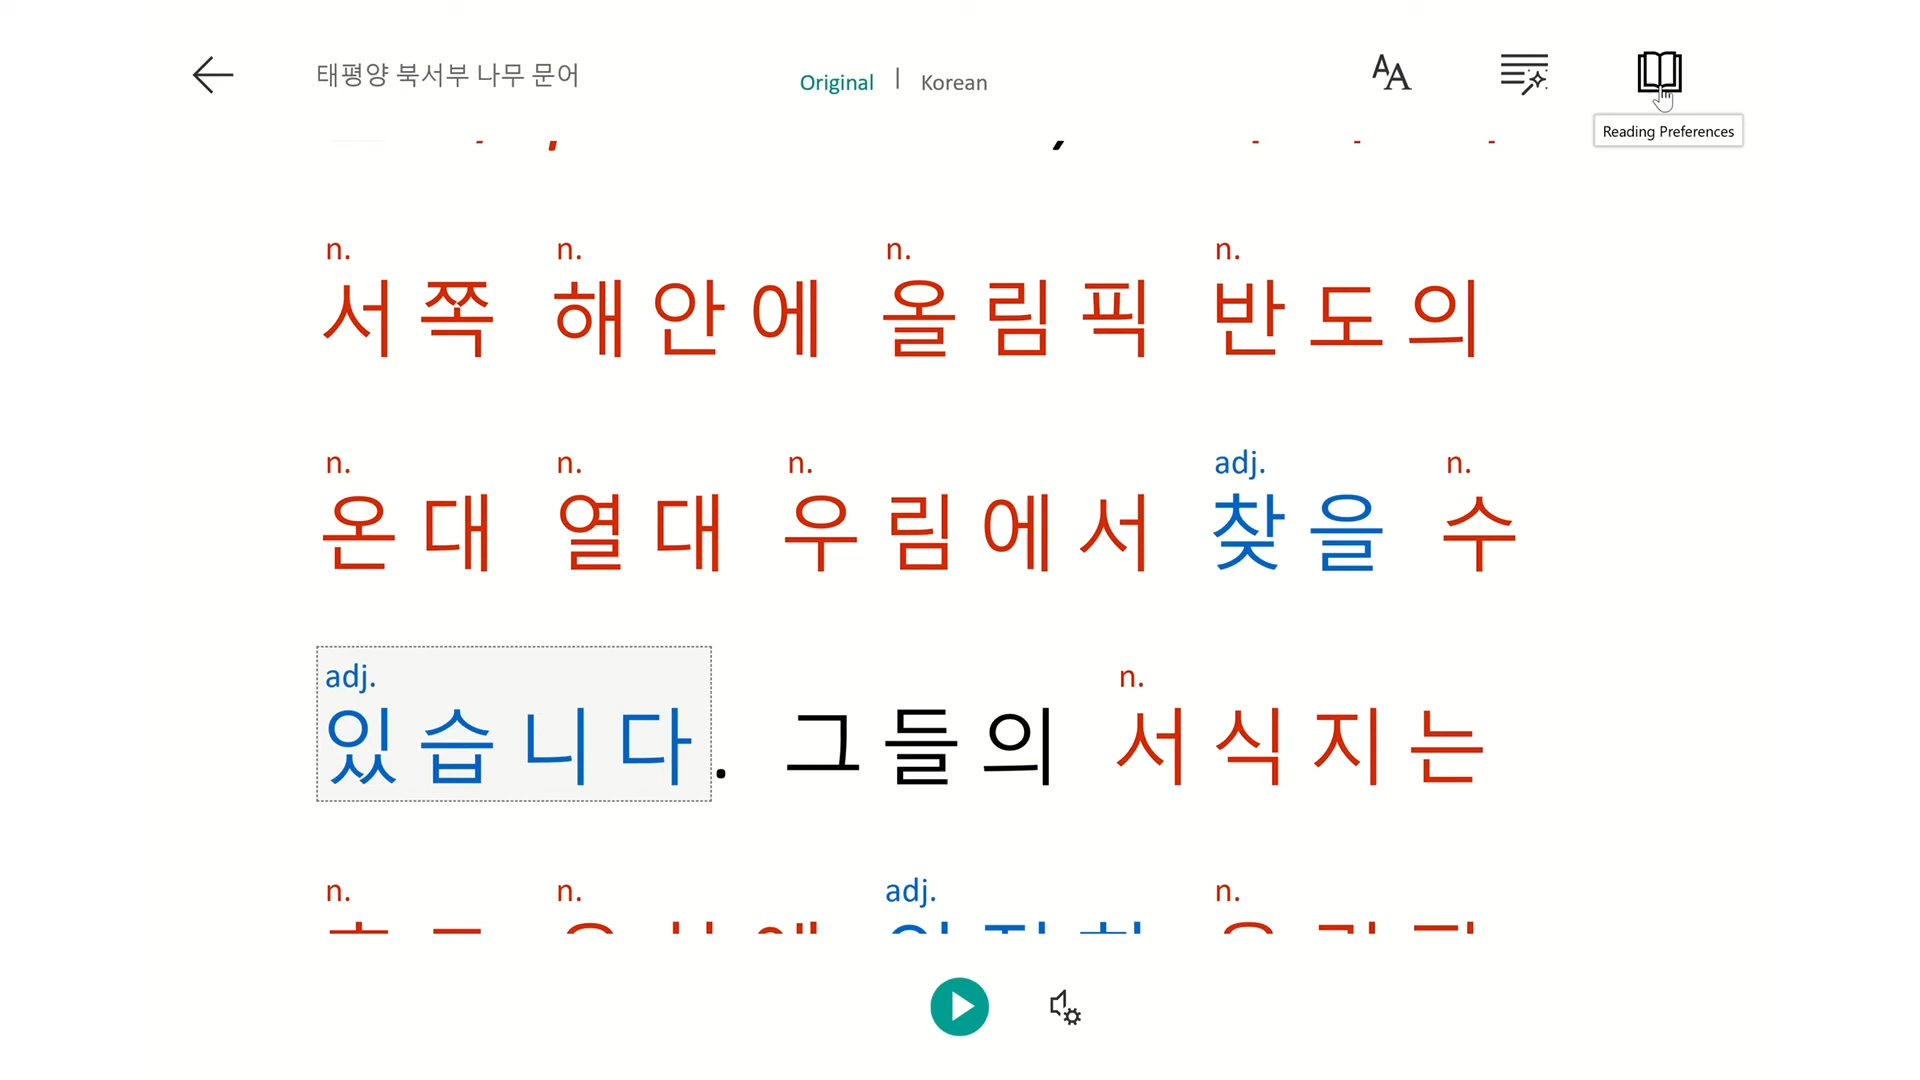 태평양 북서부 나무 문어
Original | Korean
Reading Preferences
n. n. n. n.
서쪽 해안에 올림픽 반도의
n. n. n. adj. n.
온대 열대 우림에서 찾을 수
adj. n.
있습니다. 그들의 서식지는
n. n. adj. n.